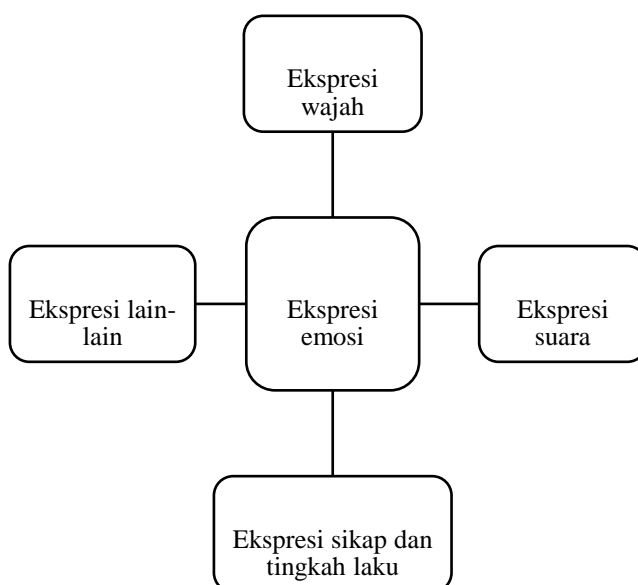 Ekspresi
wajah
Ekspresi lain-
lain
Ekspresi
emosi
Ekspresi
suara
Ekspresi sikap dan
tingkah laku